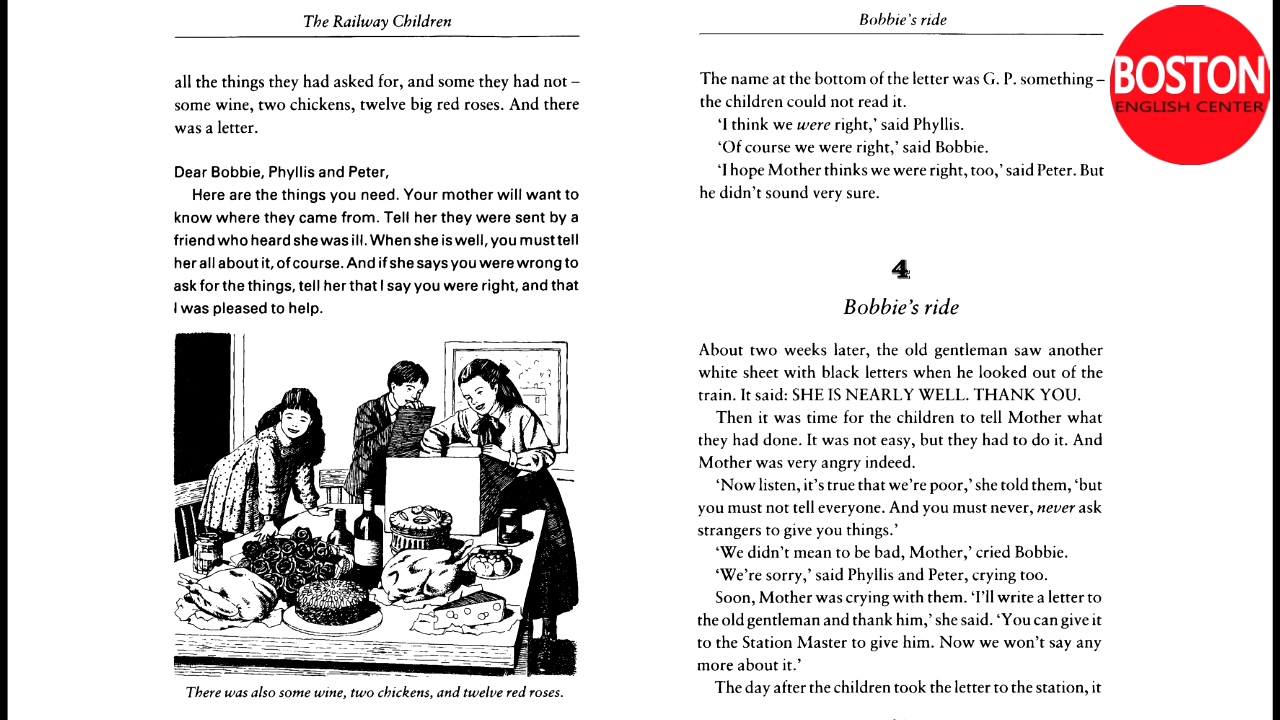 The Railway Children
all the things they had asked for, and some they had not –
some wine, two chickens, twelve big red roses. And there
was a letter.
Dear Bobbie, Phyllis and Peter,
Here are the things you need. Your mother will want to
know where they came from. Tell her they were sent by a
friend who heard she was ill. When she is well, you must tell
her all about it, of course. And if she says you were wrong to
ask for the things, tell her that I say you were right, and that
I was pleased to help.
There was also some wine, two chickens, and twelve red roses.
Bobbie's ride
The name at the bottom of the letter was G. P. something –
the children could not read it.
'I think we were right,' said Phyllis.
'Of course we were right,' said Bobbie.
'I hope Mother thinks we were right, too,' said Peter. But
he didn't sound very sure.
4
Bobbie's ride
About two weeks later, the old gentleman saw another
white sheet with black letters when he looked out of the
train. It said: SHE IS NEARLY WELL. THANK YOU.
Then it was time for the children to tell Mother what
they had done. It was not easy, but they had to do it. And
Mother was very angry indeed.
'Now listen, it's true that we're poor,' she told them, 'but
you must not tell everyone. And you must never, never ask
strangers to give you things.'
'We didn't mean to be bad, Mother,' cried Bobbie.
'We're sorry,' said Phyllis and Peter, crying too.
Soon, Mother was crying with them. 'I'll write a letter to
the old gentleman and thank him,' she said. 'You can give it
to the Station Master to give him. Now we won't say any
more about it.'
The day after the children took the letter to the station, it
BOSTON
ENGLISH CENTER